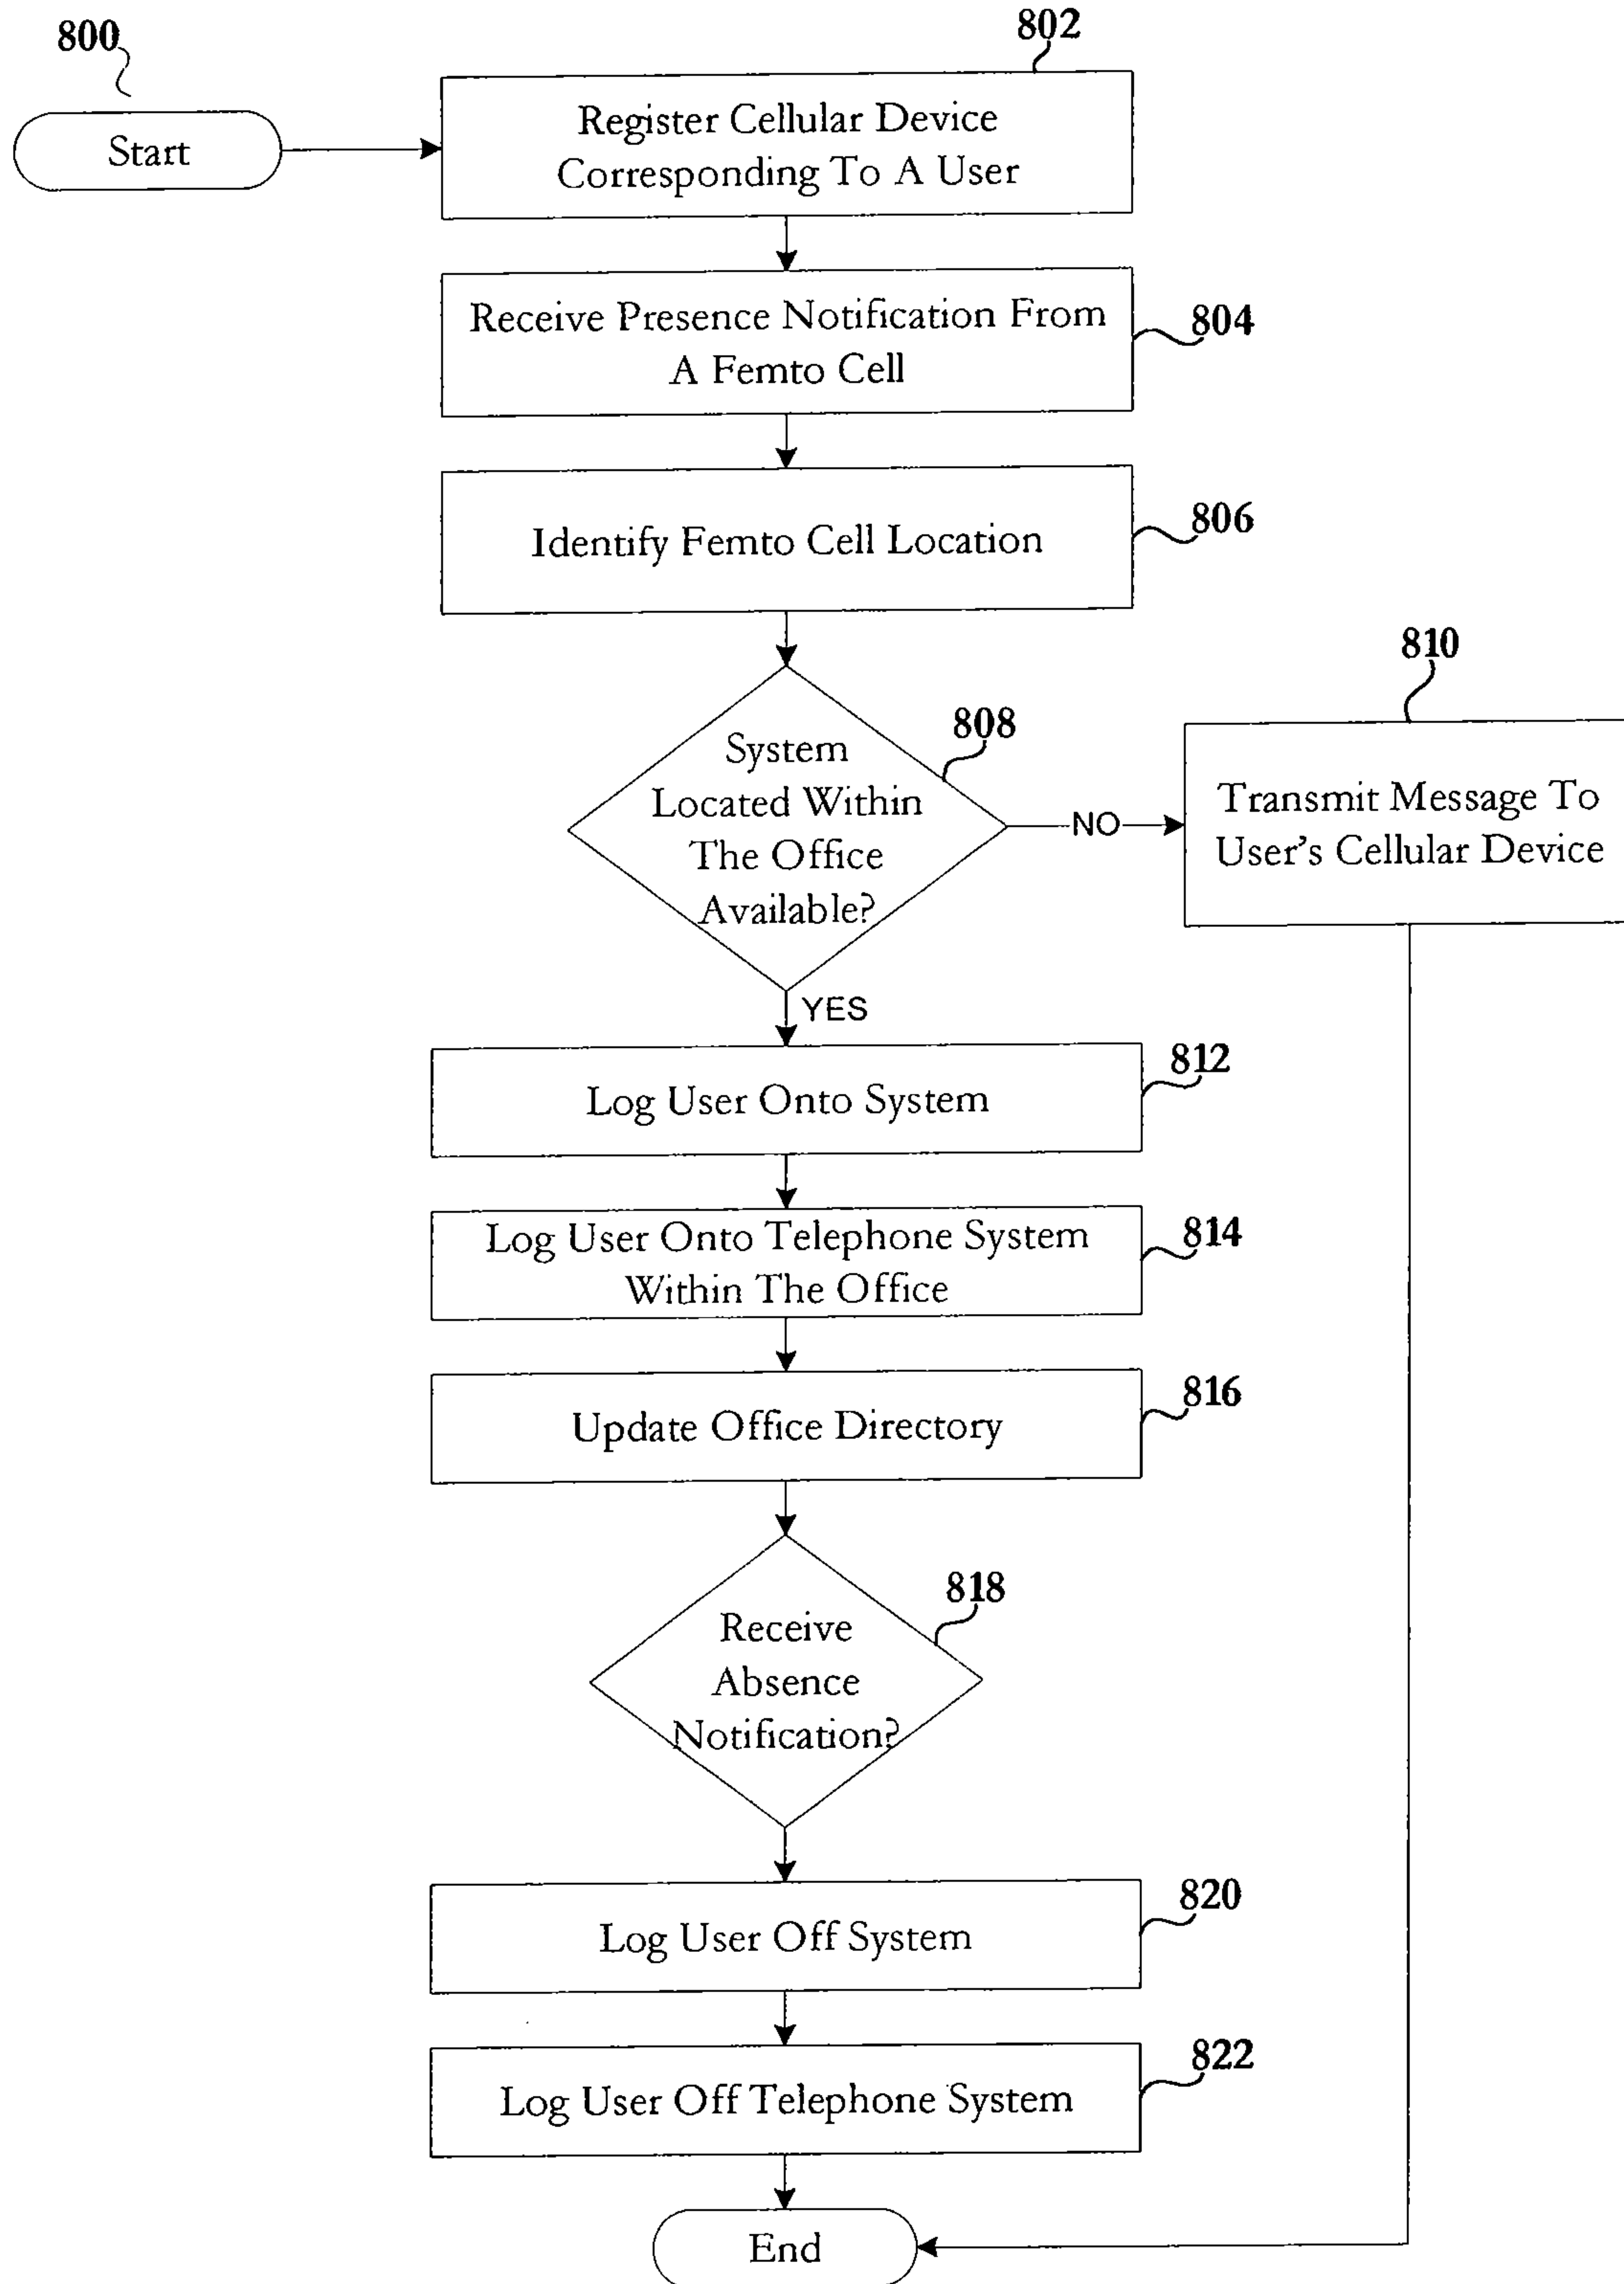 800
802
Start
Register Cellular Device
Corresponding To A User
Receive Presence Notification From
A Femto Cell
804
Identify Femto Cell Location
806
System
Located Within
The Office
Available?
808
NO
810
Transmit Message To
User's Cellular Device
YES
Log User Onto System
812
Log User Onto Telephone System
Within The Office
814
Update Office Directory
816
Receive
Absence
Notification?
818
Log User Off System
820
Log User Off Telephone System
822
End